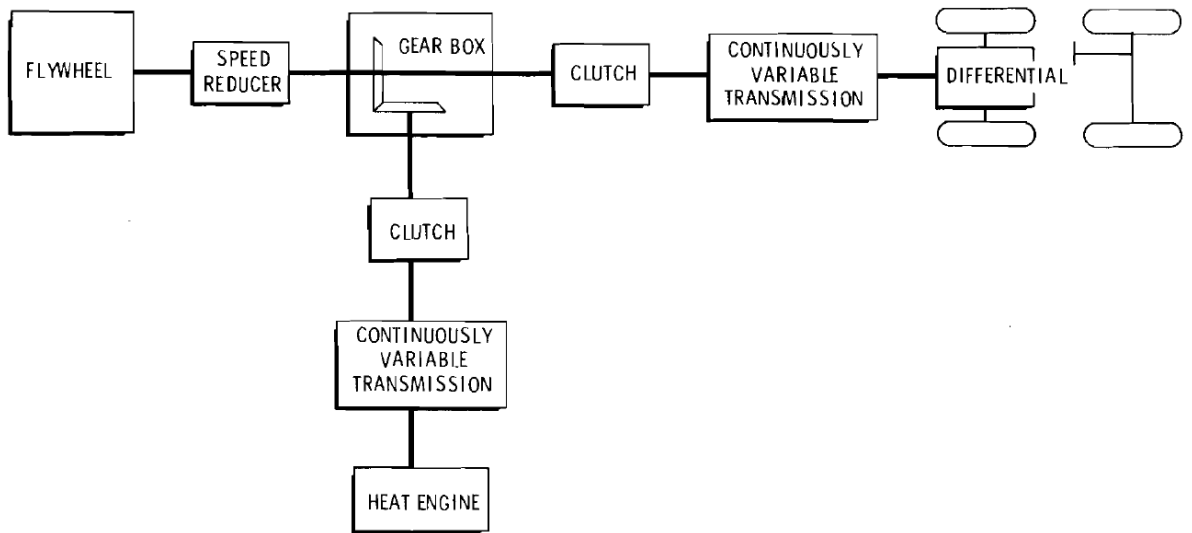 FLYWHEEL
SPEED
REDUCER
GEAR BOX
CLUTCH
CONTINUOUSLY
VARIABLE
TRANSMISSION
DIFFERENTIAL
CLUTCH
CONTINUOUSLY
VARIABLE
TRANSMISSION
HEAT ENGINE